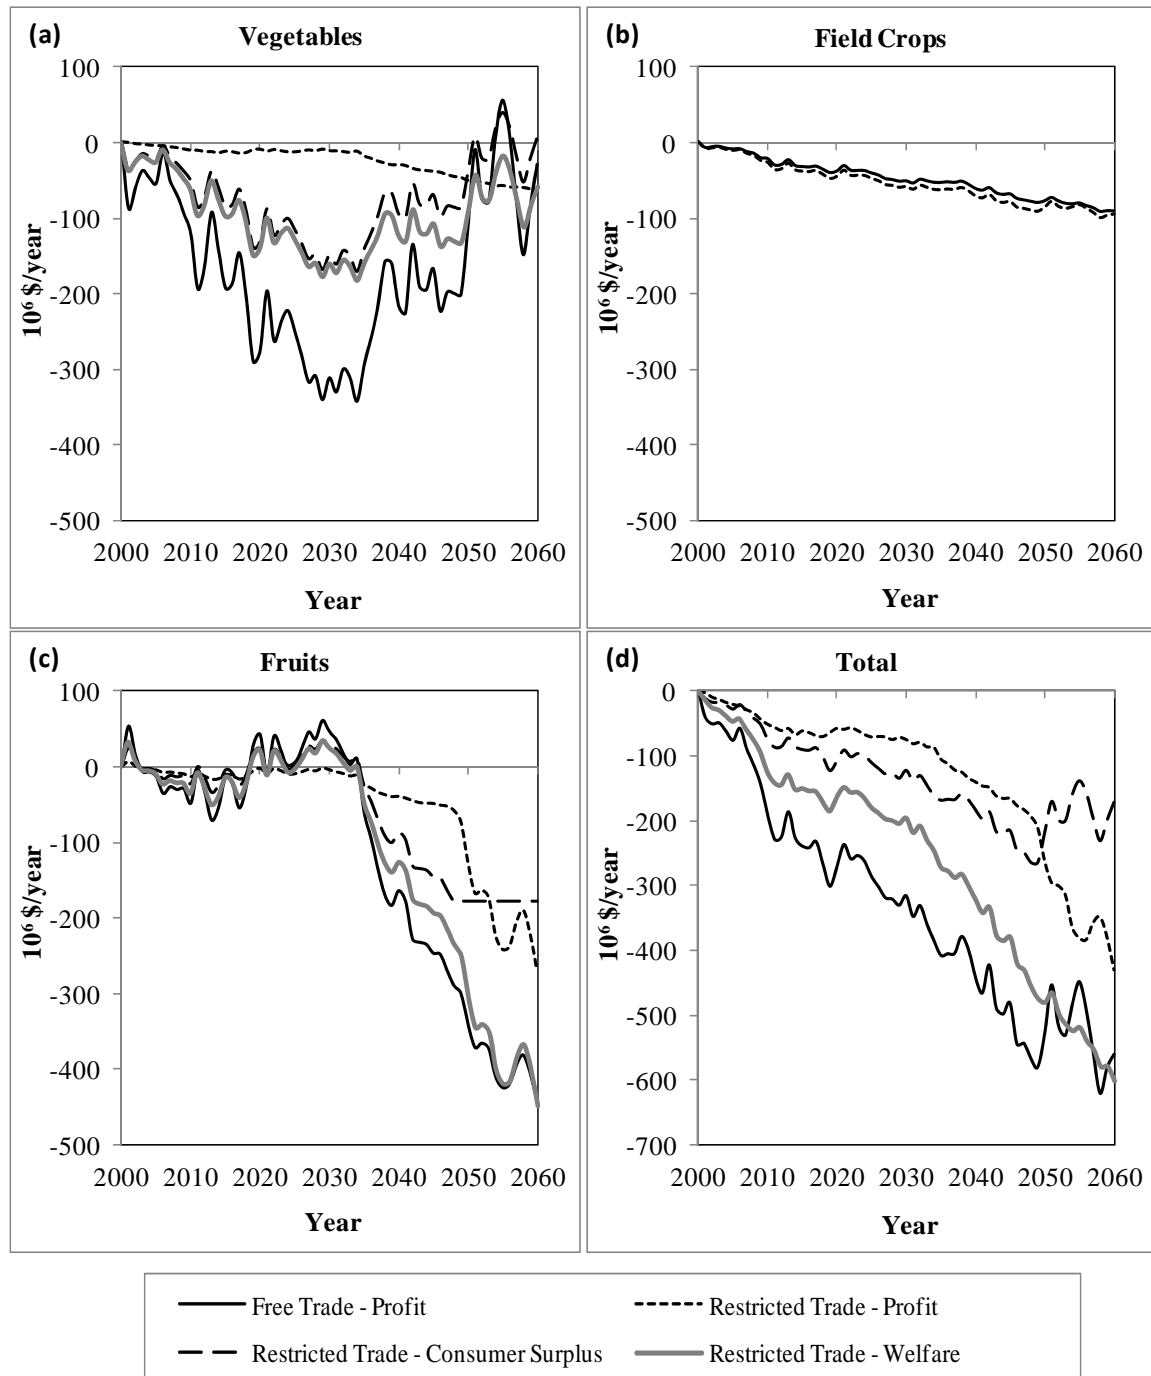 (a)
Vegetables
100
0
-100
-200
-300
-400
-500
10⁶ $/year
2000 2010 2020 2030 2040 2050 2060
Year
(b)
Field Crops
100
0
-100
-200
-300
-400
-500
10⁶ $/year
2000 2010 2020 2030 2040 2050 2060
Year
(c)
Fruits
100
0
-100
-200
-300
-400
-500
10⁶ $/year
2000 2010 2020 2030 2040 2050 2060
Year
(d)
Total
0
-100
-200
-300
-400
-500
-600
-700
10⁶ $/year
2000 2010 2020 2030 2040 2050 2060
Year
Free Trade - Profit
Restricted Trade - Profit
Restricted Trade - Consumer Surplus
Restricted Trade - Welfare